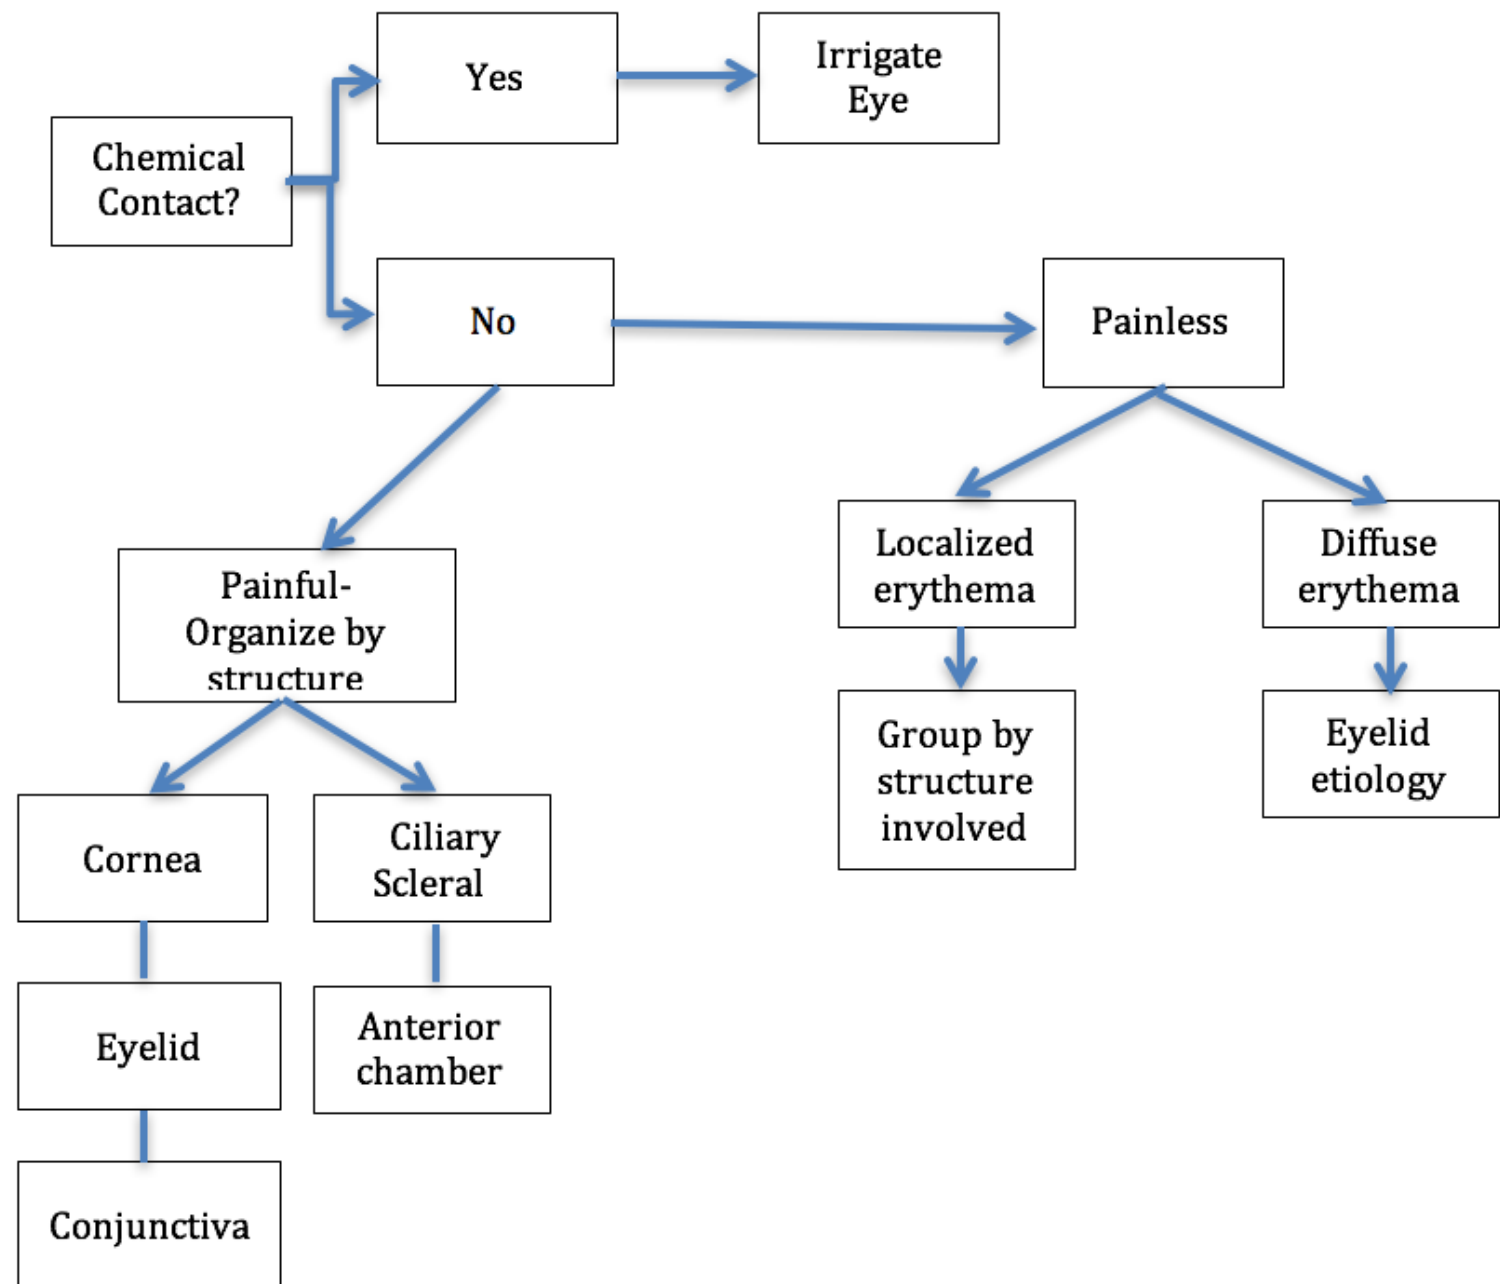 Yes
Irrigate
Eye
Chemical
Contact?
No
Painless
Painful-
Organize by
structure
Localized
erythema
Diffuse
erythema
Group by
structure
involved
Eyelid
etiology
Cornea
Ciliary
Scleral
Eyelid
Anterior
chamber
Conjunctiva